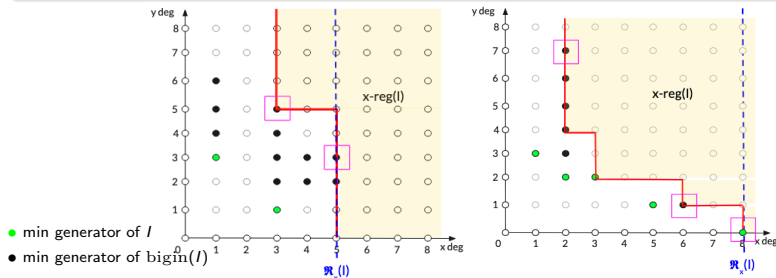 y deg
8
7
6
5
4
3
2
1
0
1 2 3 4 5 6 7 8 x deg
x-reg(I)
ℜ (I)
y deg
8
7
6
5
4
3
2
1
0
1 2 3 4 5 6 7 8 x deg
x-reg(I)
ℜx(I)
min generator of I
min generator of bigin(I)